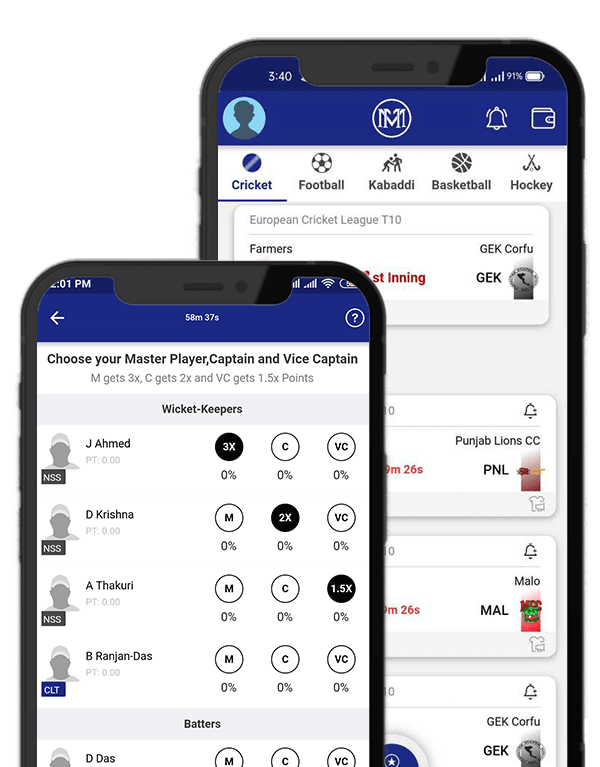 3:40
91%
MM
Cricket
Football
Kabaddi
Basketball
Hockey
European Cricket League T10
Farmers
GEK Corfu
st Inning
GEK
10
Punjab Lions CC
9m 26s
PNL
10
Malo
9m 26s
MAL
10
GEK Corfu
GEK
2:01 PM
58m 37s
?
Choose your Master Player,Captain and Vice Captain
M gets 3x, C gets 2x and VC gets 1.5x Points
Wicket-Keepers
J Ahmed
PT: 0.00
NSS
3X
C
VC
0%
0%
0%
D Krishna
PT: 0.00
NSS
M
2X
VC
0%
0%
0%
A Thakuri
PT: 0.00
NSS
M
C
1.5X
0%
0%
0%
B Ranjan-Das
PT: 0.00
CLT
M
C
VC
0%
0%
0%
Batters
D Das
M
C
VC